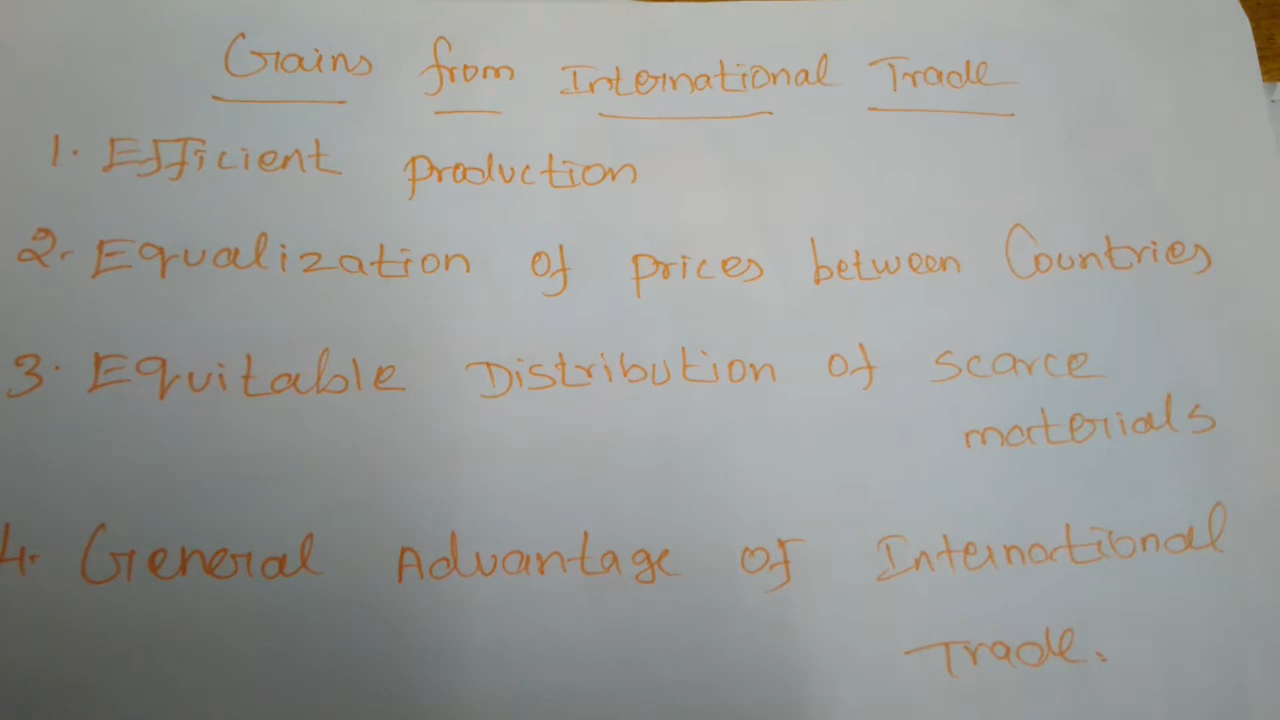 Gains from International Trade
1. Efficient production
2. Equalization of prices between Countries
3. Equitable Distribution of scarce
materials
4. General Advantage of International
Trade.